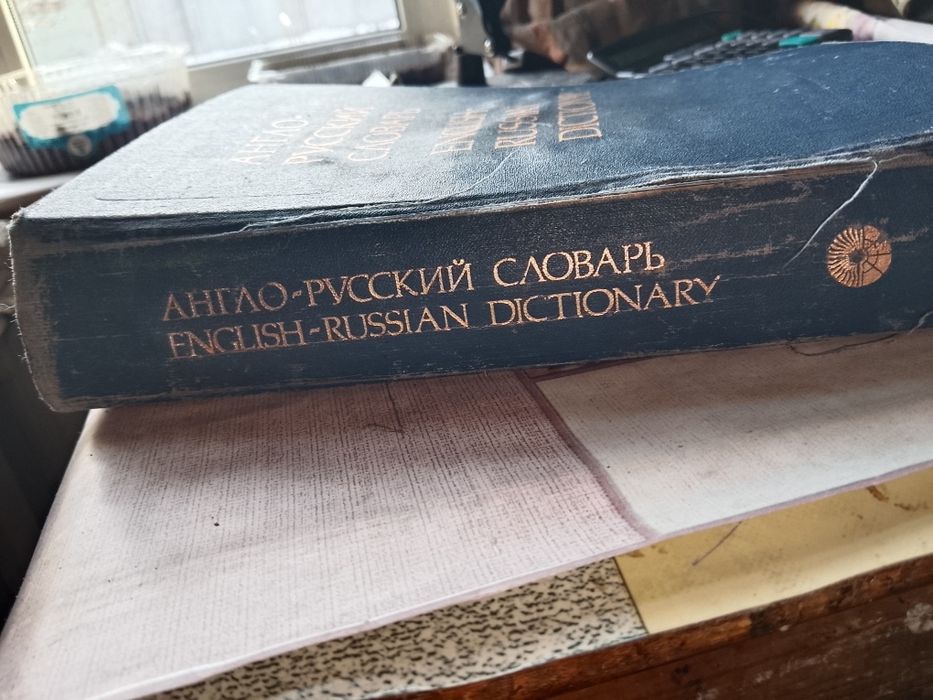 АНГЛО-
РУССКИЙ
СЛОВАРЬ
ENGLISH-
RUSSIAN
DICTIONARY
АНГЛО-РУССКИЙ СЛОВАРЬ
ENGLISH-RUSSIAN DICTIONARY